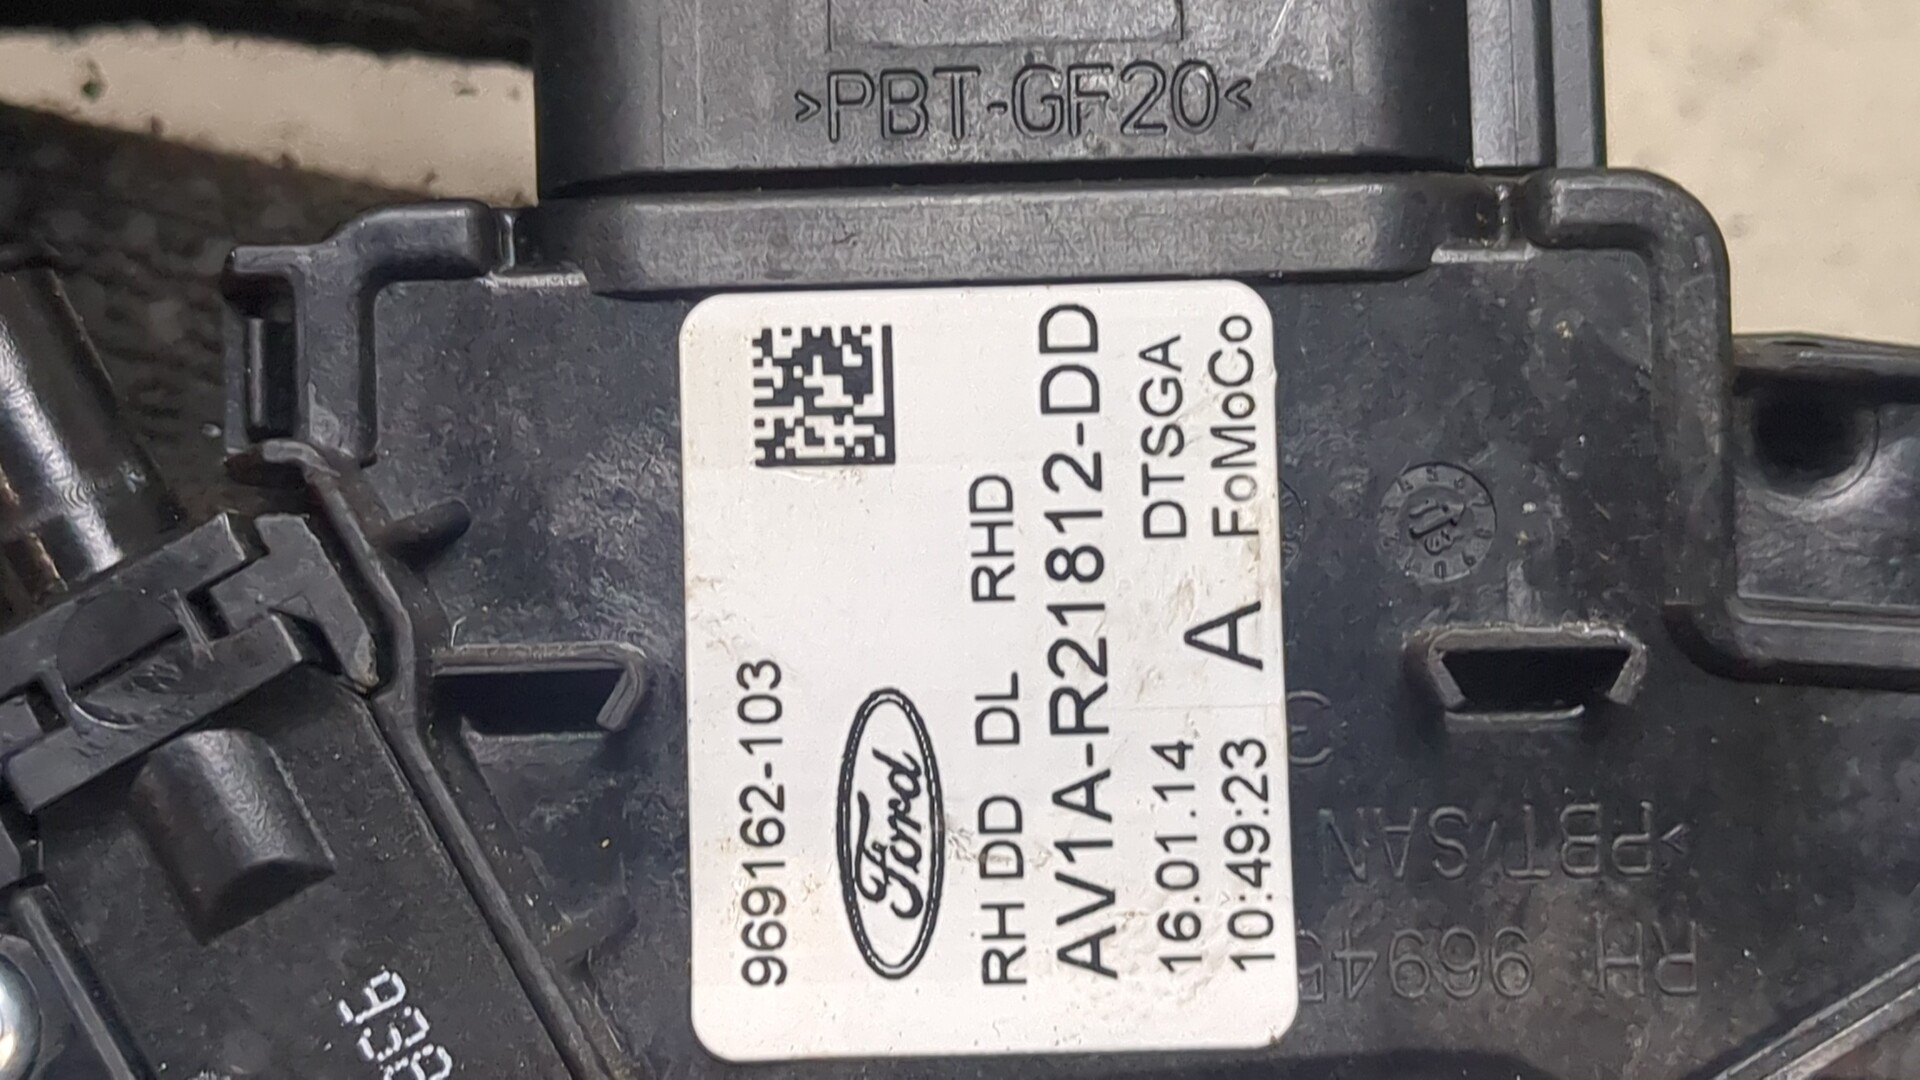 >PBT-GF20<
969162-103
Ford
RH DD DL RHD
AV1A-R21812-DD
16.01.14 DTSGA
10:49:23 A FoMoCo
>PBT/SAN
RH 96945